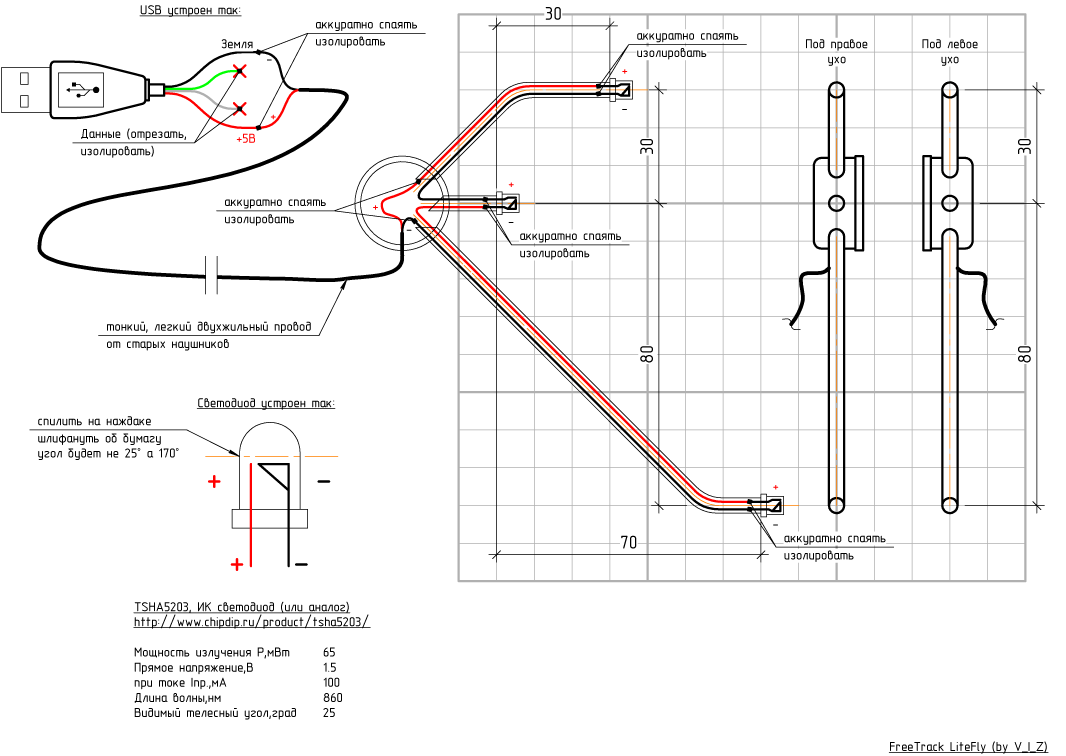 USB устроен так:
аккуратно спаять
изолировать
Земля
-
+
+5В
Данные (отрезать,
изолировать)
30
аккуратно спаять
изолировать
+
-
Под правое
ухо
Под левое
ухо
30
30
аккуратно спаять
изолировать
+
-
+
-
аккуратно спаять
изолировать
тонкий, легкий двухжильный провод
от старых наушников
80
80
Светодиод устроен так:
спилить на наждаке
шлифануть об бумагу
угол будет не 25° а 170°
+
-
+
-
+
-
70
аккуратно спаять
изолировать
TSHA5203, ИК светодиод (или аналог)
http://www.chipdip.ru/product/tsha5203/
Мощность излучения P,мВт 65
Прямое напряжение,В 1.5
при токе Iпр.,мА 100
Длина волны,нм 860
Видимый телесный угол,град 25
FreeTrack LiteFly (by V_I_Z)